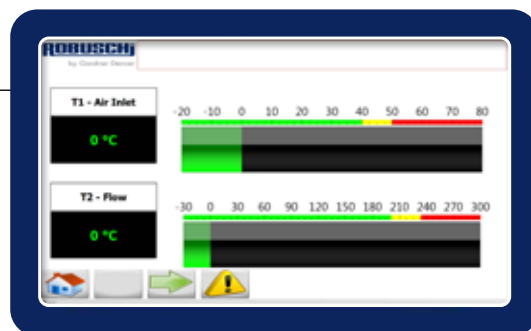 ROBUSCHI
by Gardner Denver
T1 - Air Inlet
-20 -10 0 10 20 30 40 50 60 70 80
0 °C
T2 - Flow
-30 0 30 60 90 120 150 180 210 240 270 300
0 °C